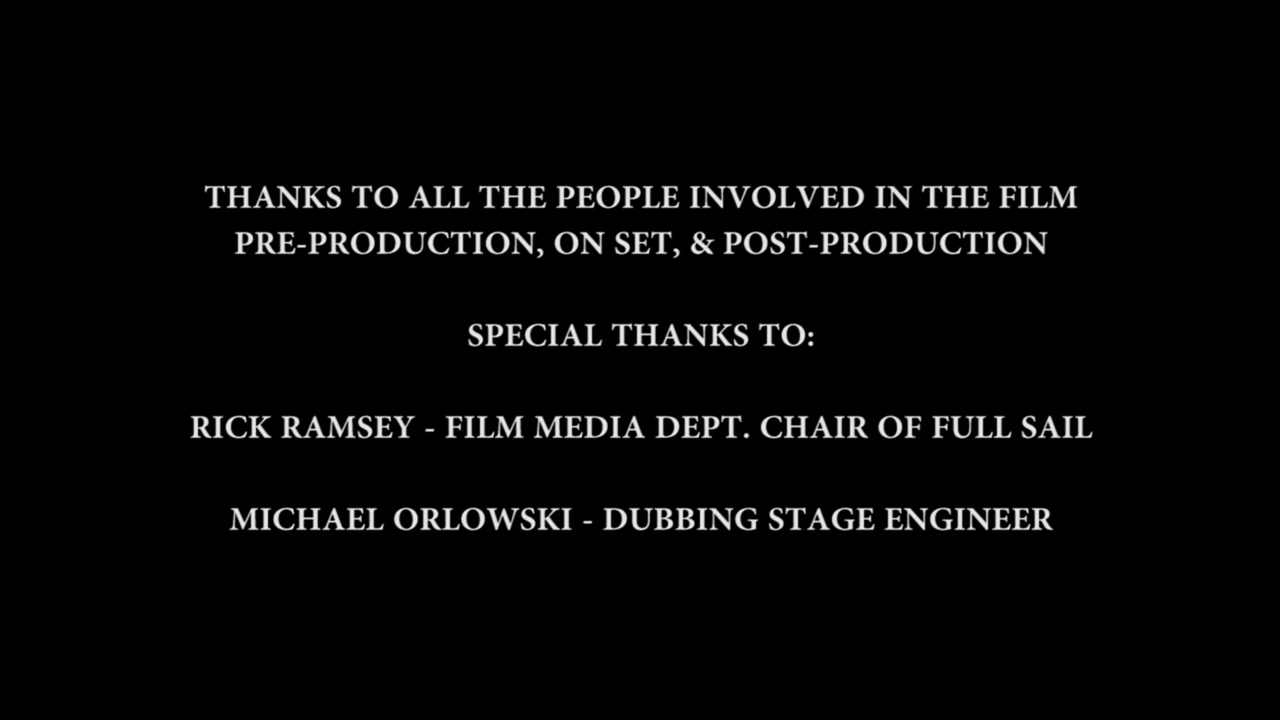 THANKS TO ALL THE PEOPLE INVOLVED IN THE FILM
PRE-PRODUCTION, ON SET, & POST-PRODUCTION
SPECIAL THANKS TO:
RICK RAMSEY - FILM MEDIA DEPT. CHAIR OF FULL SAIL
MICHAEL ORLOWSKI - DUBBING STAGE ENGINEER